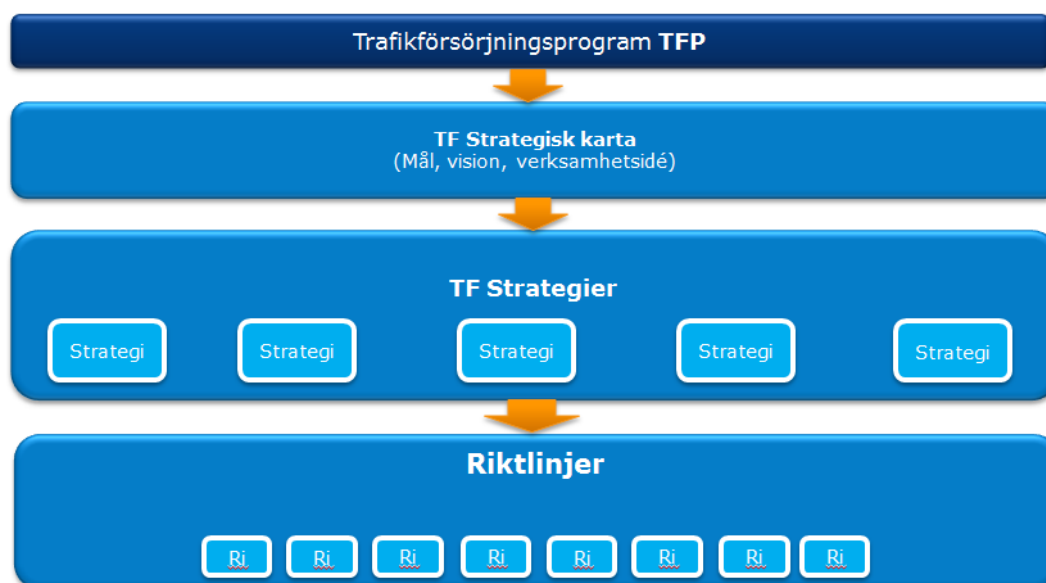 Trafikförsörjningsprogram TFP
TF Strategisk karta
(Mål, vision, verksamhetsidé)
TF Strategier
Strategi Strategi Strategi Strategi Strategi
Riktlinjer
Ri Ri Ri Ri Ri Ri Ri Ri